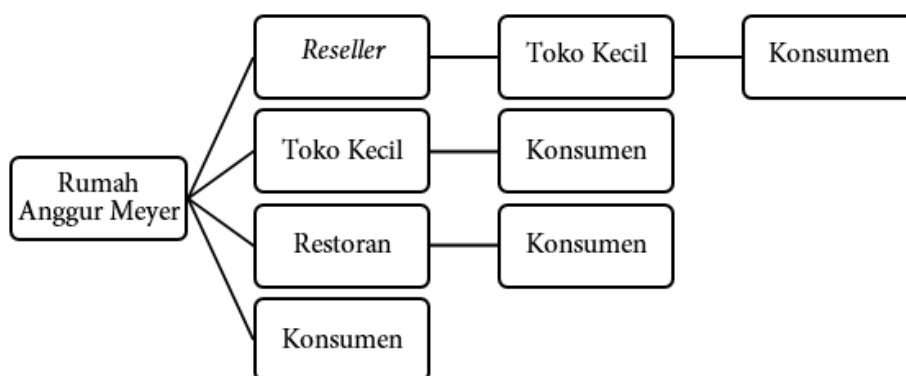 Reseller
Toko Kecil
Konsumen
Toko Kecil
Konsumen
Rumah
Anggur Meyer
Restoran
Konsumen
Konsumen